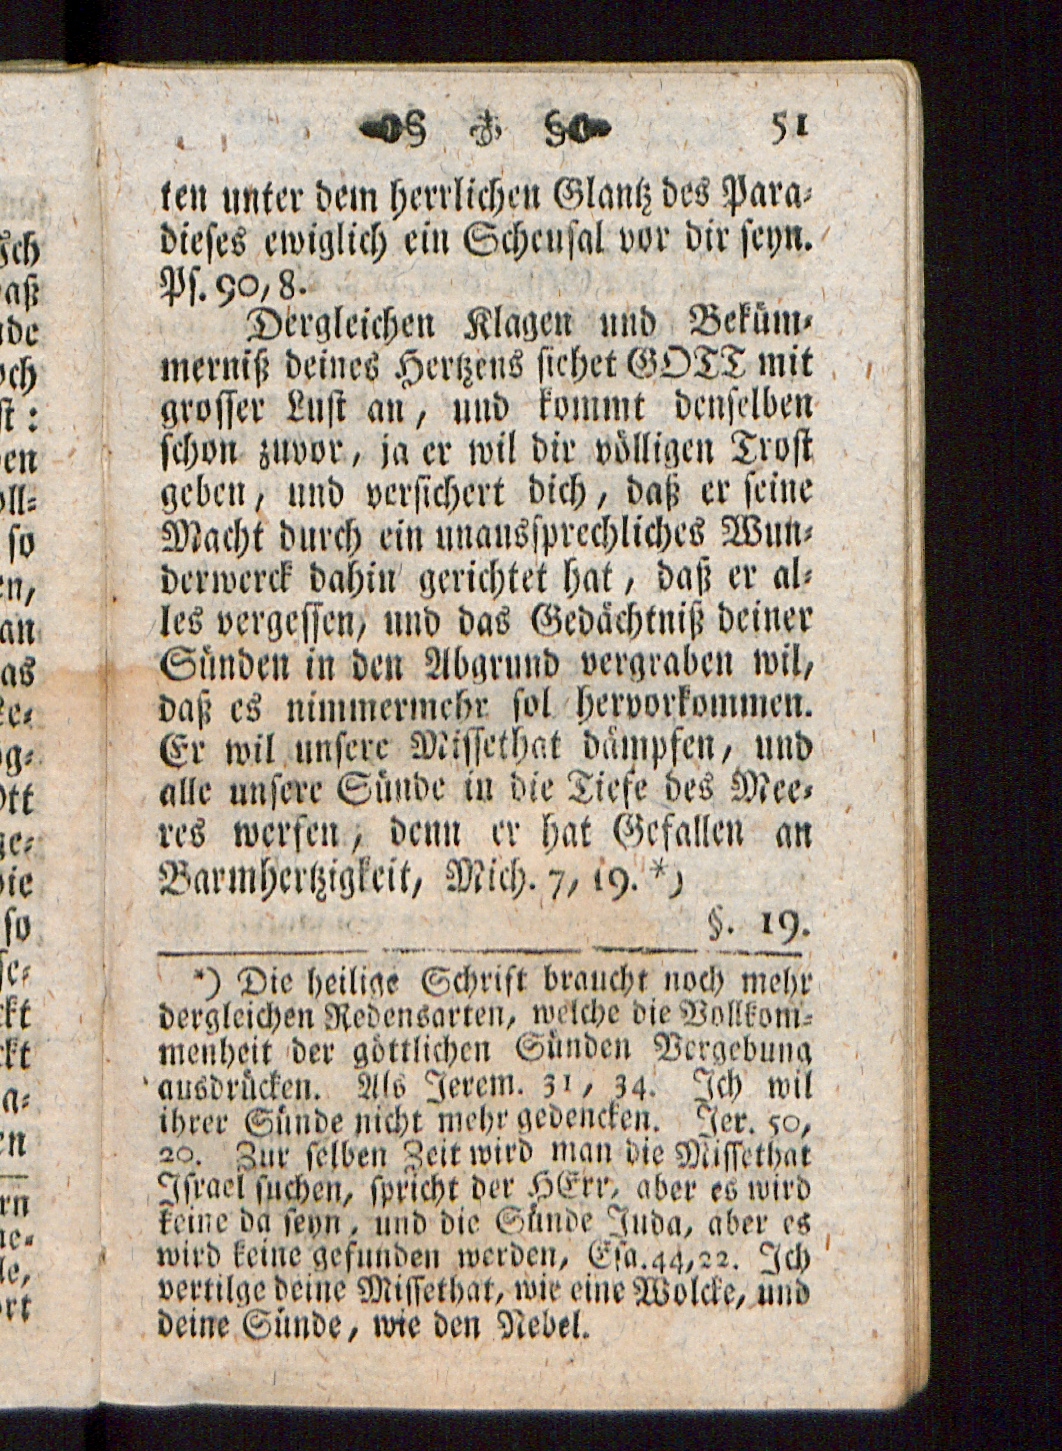 51
ten unter dem herrlichen Glantz des Para-
dieses ewiglich ein Scheusal vor dir seyn.
Ps. 90, 8.
Dergleichen Klagen und Beküm-
merniß deines Hertzens siehet GOTT mit
grosser Lust an, und kommt denselben
schon zuvor, ja er wil dir völligen Trost
geben, und versichert dich, daß er seine
Macht durch ein unaussprechliches Wun-
derwerck dahin gerichtet hat, daß er al-
les vergessen, und das Gedächtniß deiner
Sünden in den Abgrund vergraben wil,
daß es nimmermehr sol hervorkommen.
Er wil unsere Missethat dämpfen, und
alle unsere Sünde in die Tiefe des Mee-
res werfen, denn er hat Gefallen an
Barmhertzigkeit, Mich. 7, 19. *)
§. 19.
*) Die heilige Schrift braucht noch mehr
dergleichen Redensarten, welche die Vollkom-
menheit der göttlichen Sünden Vergebung
ausdrücken. Als Jerem. 31, 34. Ich wil
ihrer Sünde nicht mehr gedencken. Jer. 50,
20. Zur selben Zeit wird man die Missethat
Israel suchen, spricht der HErr, aber es wird
keine da seyn, und die Sünde Juda, aber es
wird keine gefunden werden, Esa. 44, 22. Ich
vertilge deine Missethat, wie eine Wolcke, und
deine Sünde, wie den Nebel.